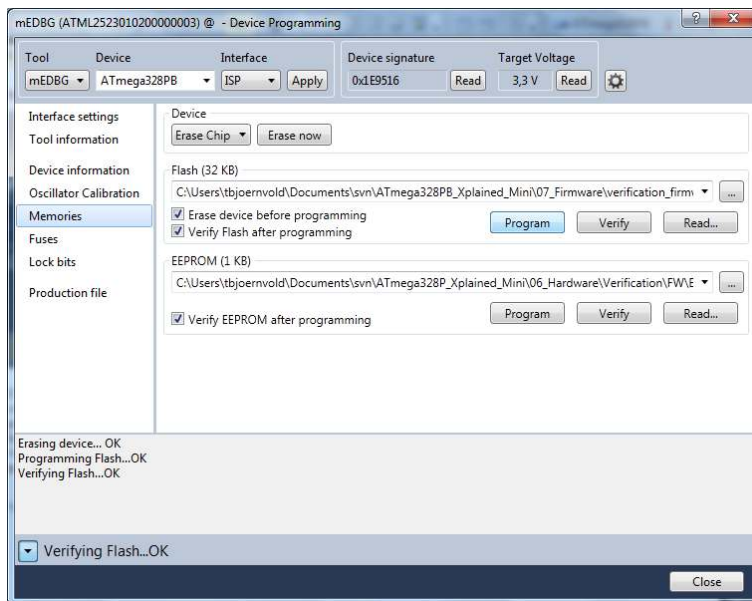 mEDBG (ATML2523010200000003) @ - Device Programming
? X
Tool Device Interface Device signature Target Voltage
mEDBG ATmega328PB ISP Apply 0x1E9516 Read 3,3 V Read
Interface settings
Tool information
Device information
Oscillator Calibration
Memories
Fuses
Lock bits
Production file
Device
Erase Chip Erase now
Flash (32 KB)
C:\Users\tbjoernvold\Documents\svn\ATmega328PB_Xplained_Mini\07_Firmware\verification_firm ...
Erase device before programming
Verify Flash after programming
Program Verify Read...
EEPROM (1 KB)
C:\Users\tbjoernvold\Documents\svn\ATmega328P_Xplained_Mini\06_Hardware\Verification\FW\E ...
Verify EEPROM after programming
Program Verify Read...
Erasing device... OK
Programming Flash...OK
Verifying Flash...OK
Verifying Flash...OK
Close